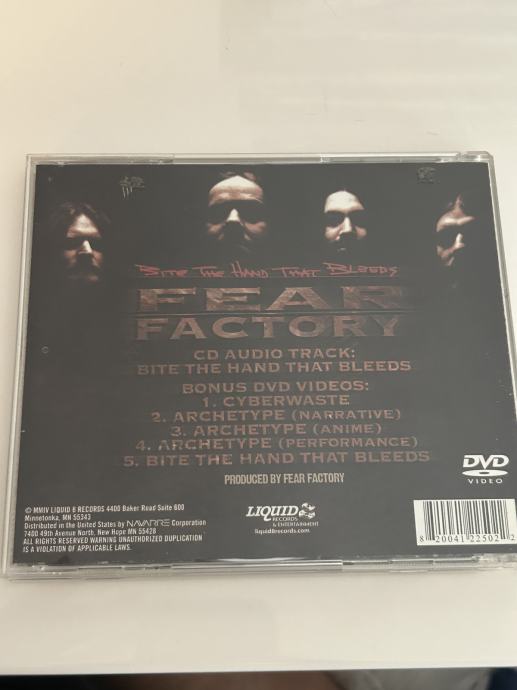 BITE THE HAND THAT BLEEDS
FEAR
FACTORY
CD AUDIO TRACK:
BITE THE HAND THAT BLEEDS
BONUS DVD VIDEOS:
1. CYBERWASTE
2. ARCHETYPE (NARRATIVE)
3. ARCHETYPE (ANIME)
4. ARCHETYPE (PERFORMANCE)
5. BITE THE HAND THAT BLEEDS
PRODUCED BY FEAR FACTORY
DVD
VIDEO
© MMIV LIQUID 8 RECORDS 4400 Baker Road Suite 600
Minnetonka, MN 55343
Distributed in the United States by NAVARRE Corporation
7400 49th Avenue North, New Hope MN 55428
ALL RIGHTS RESERVED WARNING UNAUTHORIZED DUPLICATION
IS A VIOLATION OF APPLICABLE LAWS.
LIQUID 8
RECORDS
& ENTERTAINMENT
liquid8records.com
8 20041 22502 2